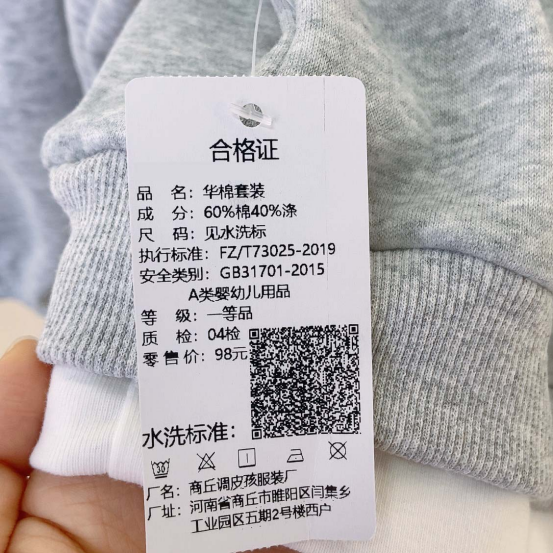 合格证
品 名：华棉套装
成 分：60%棉40%涤
尺 码：见水洗标
执行标准：FZ/T73025-2019
安全类别：GB31701-2015
A类婴幼儿用品
等 级：一等品
质 检：04检
零售价：98元
水洗标准：
厂名：商丘调皮孩服装厂
厂址：河南省商丘市睢阳区闫集乡
工业园区五期2号楼西户